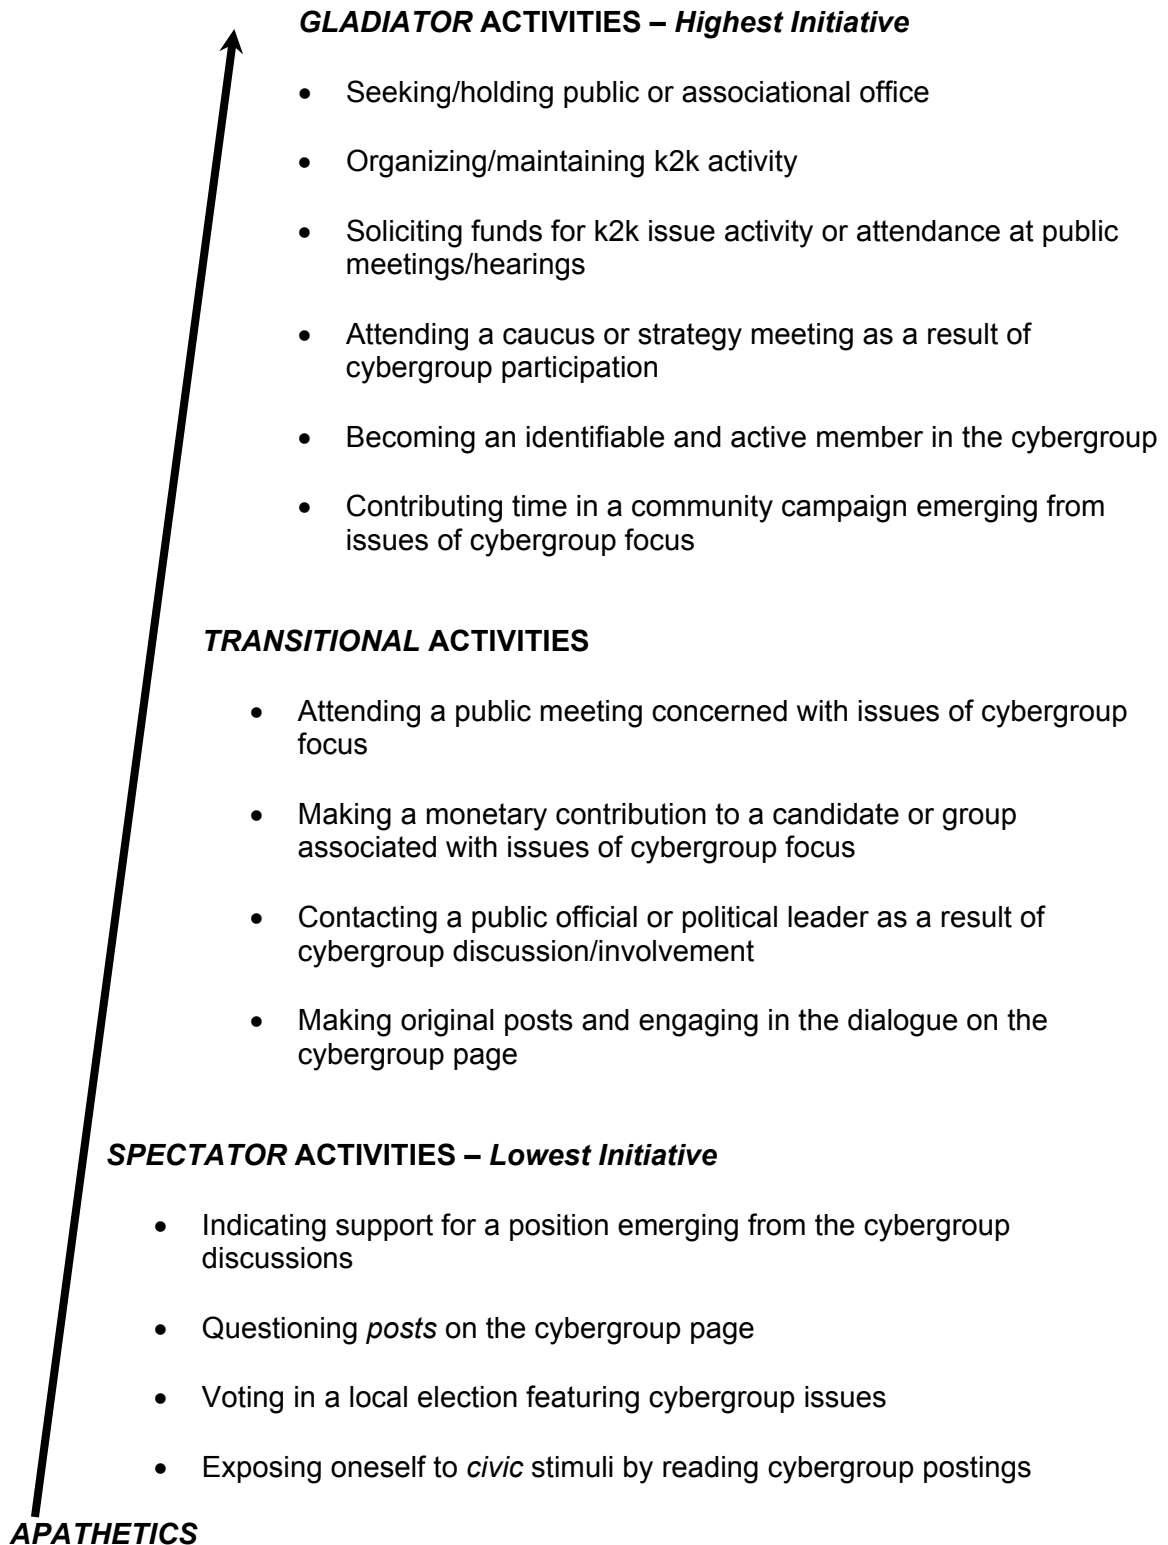 GLADIATOR ACTIVITIES – Highest Initiative
• Seeking/holding public or associational office
• Organizing/maintaining k2k activity
• Soliciting funds for k2k issue activity or attendance at public
meetings/hearings
• Attending a caucus or strategy meeting as a result of
cybergroup participation
• Becoming an identifiable and active member in the cybergroup
• Contributing time in a community campaign emerging from
issues of cybergroup focus
TRANSITIONAL ACTIVITIES
• Attending a public meeting concerned with issues of cybergroup
focus
• Making a monetary contribution to a candidate or group
associated with issues of cybergroup focus
• Contacting a public official or political leader as a result of
cybergroup discussion/involvement
• Making original posts and engaging in the dialogue on the
cybergroup page
SPECTATOR ACTIVITIES – Lowest Initiative
• Indicating support for a position emerging from the cybergroup
discussions
• Questioning posts on the cybergroup page
• Voting in a local election featuring cybergroup issues
• Exposing oneself to civic stimuli by reading cybergroup postings
APATHETICS